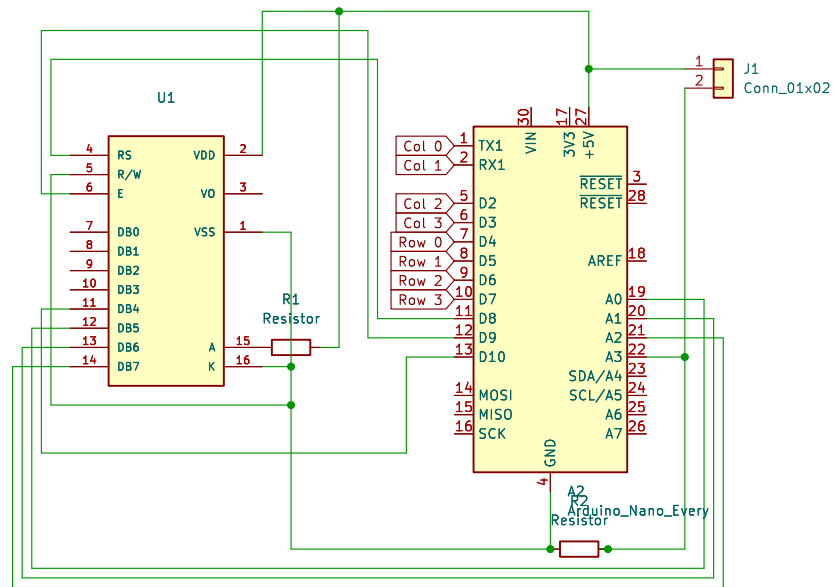 U1
4 RS
5 R/W
6 E
7 DB0
8 DB1
9 DB2
10 DB3
11 DB4
12 DB5
13 DB6
14 DB7
VDD 2
VO 3
VSS 1
A 15
K 16
R1
Resistor
Col 0 1 TX1
Col 1 2 RX1
Col 2 5 D2
Col 3 6 D3
Row 0 7 D4
Row 1 8 D5
Row 2 9 D6
Row 3 10 D7
11 D8
12 D9
13 D10
14 MOSI
15 MISO
16 SCK
30 VIN
17 3V3
27 +5V
RESET 3
RESET 28
AREF 18
A0 19
A1 20
A2 21
A3 22
SDA/A4 23
SCL/A5 24
A6 25
A7 26
GND 4
A2
Arduino_Nano_Every
R2
Resistor
1
2
J1
Conn_01x02